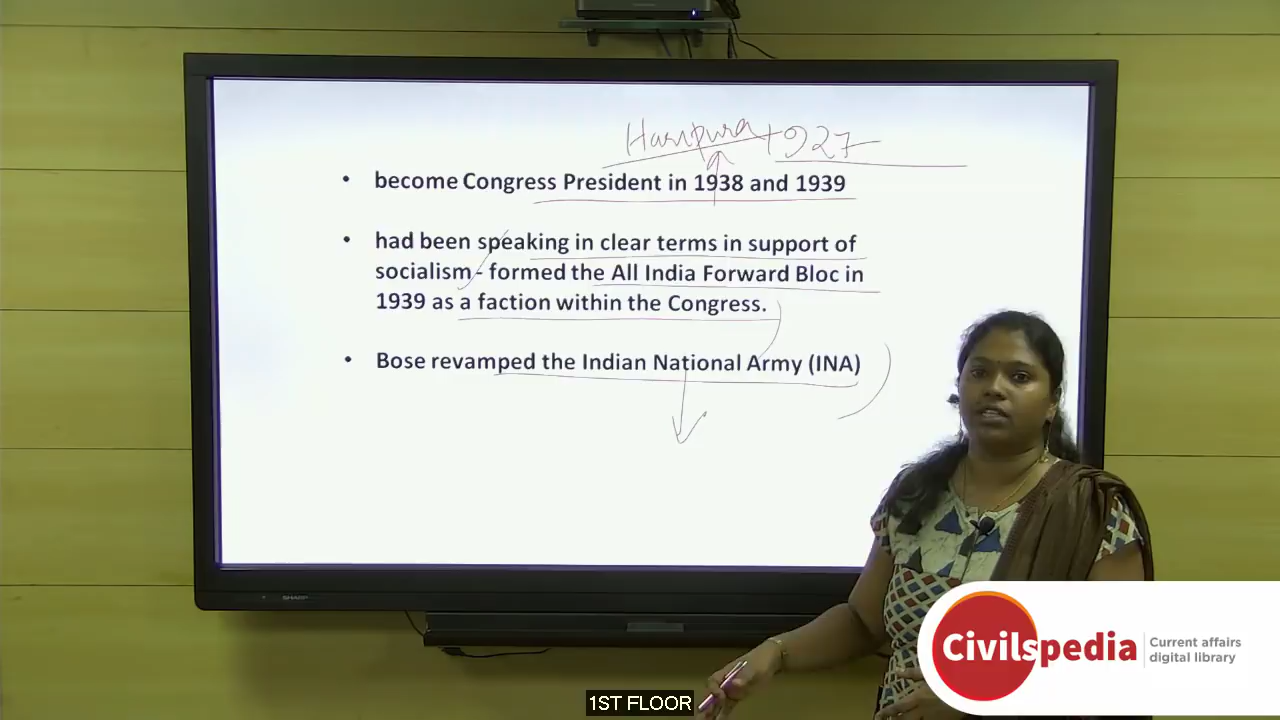 Haripura 1927
• become Congress President in 1938 and 1939
• had been speaking in clear terms in support of
socialism - formed the All India Forward Bloc in
1939 as a faction within the Congress.
• Bose revamped the Indian National Army (INA)
SHARP
Civilspedia
Current affairs
digital library
1ST FLOOR